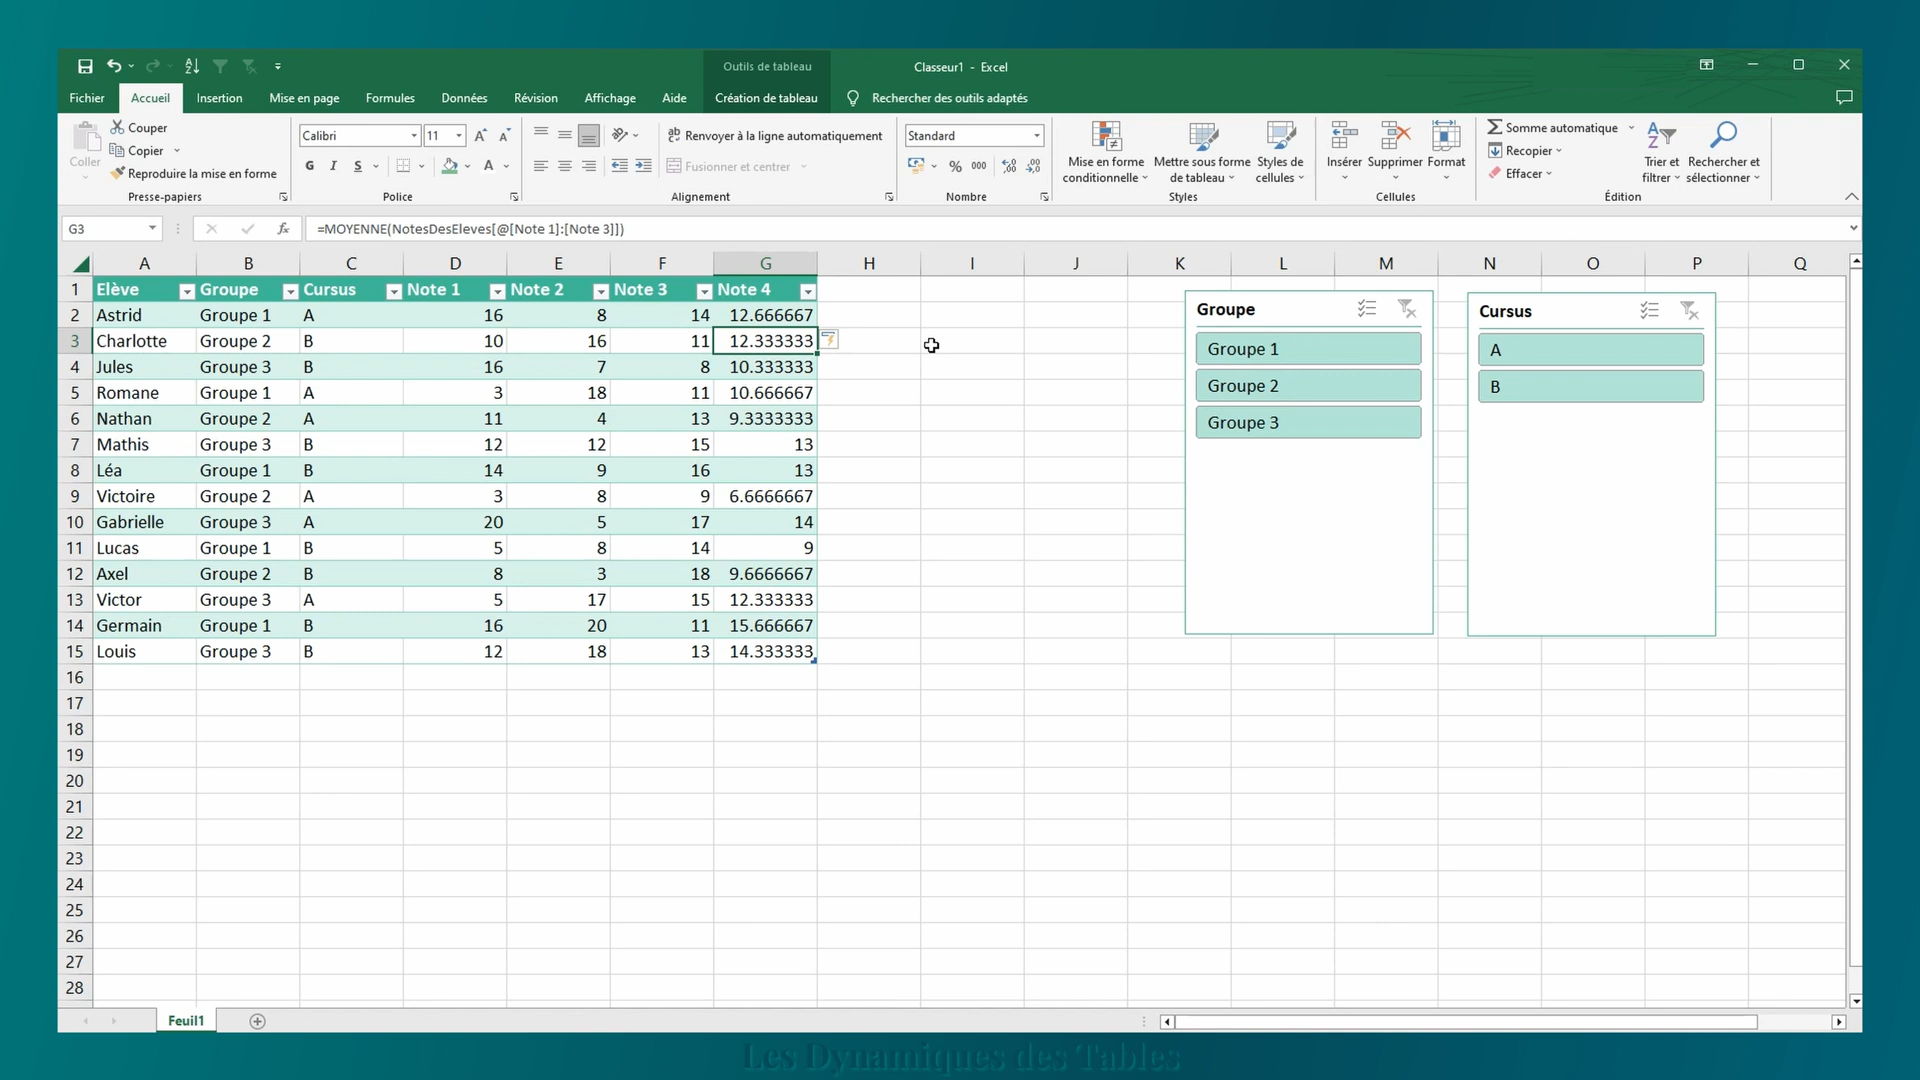 Outils de tableau
Classeur1 - Excel
Fichier Accueil Insertion Mise en page Formules Données Révision Affichage Aide Création de tableau Rechercher des outils adaptés
Coller
Couper
Copier
Reproduire la mise en forme
Presse-papiers
Calibri 11
G I S A
Police
Renvoyer à la ligne automatiquement
Fusionner et centrer
Alignement
Standard
% 000
Nombre
Mise en forme conditionnelle
Mettre sous forme de tableau
Styles de cellules
Styles
Insérer Supprimer Format
Cellules
Somme automatique
Recopier
Effacer
Trier et filtrer
Rechercher et sélectionner
Édition
G3 fx =MOYENNE(NotesDesEleves[@[Note 1]:[Note 3]])
A B C D E F G H I J K L M N O P Q
1 Elève Groupe Cursus Note 1 Note 2 Note 3 Note 4
2 Astrid Groupe 1 A 16 8 14 12.666667
3 Charlotte Groupe 2 B 10 16 11 12.333333
4 Jules Groupe 3 B 16 7 8 10.333333
5 Romane Groupe 1 A 3 18 11 10.666667
6 Nathan Groupe 2 A 11 4 13 9.3333333
7 Mathis Groupe 3 B 12 12 15 13
8 Léa Groupe 1 B 14 9 16 13
9 Victoire Groupe 2 A 3 8 9 6.6666667
10 Gabrielle Groupe 3 A 20 5 17 14
11 Lucas Groupe 1 B 5 8 14 9
12 Axel Groupe 2 B 8 3 18 9.6666667
13 Victor Groupe 3 A 5 17 15 12.333333
14 Germain Groupe 1 B 16 20 11 15.666667
15 Louis Groupe 3 B 12 18 13 14.333333
16
17
18
19
20
21
22
23
24
25
26
27
28
Groupe
Groupe 1
Groupe 2
Groupe 3
Cursus
A
B
Feuil1
Les Dynamiques des Tables